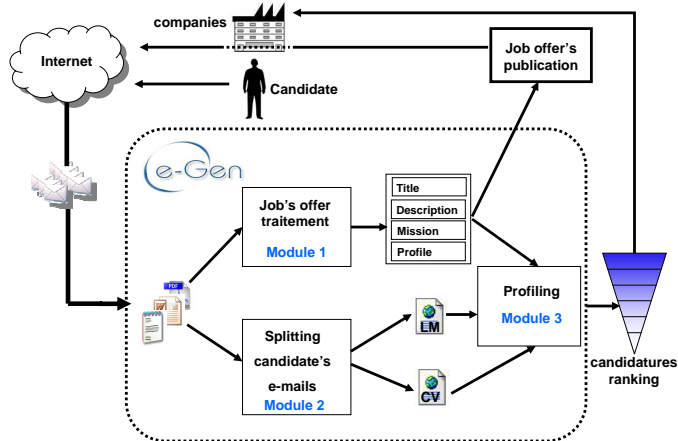 companies
Internet
Job offer's
publication
Candidate
e-Gen
Job's offer
traitement
Module 1
Title
Description
Mission
Profile
PDF
Profiling
Module 3
LM
Splitting
candidate's
e-mails
Module 2
CV
candidatures
ranking